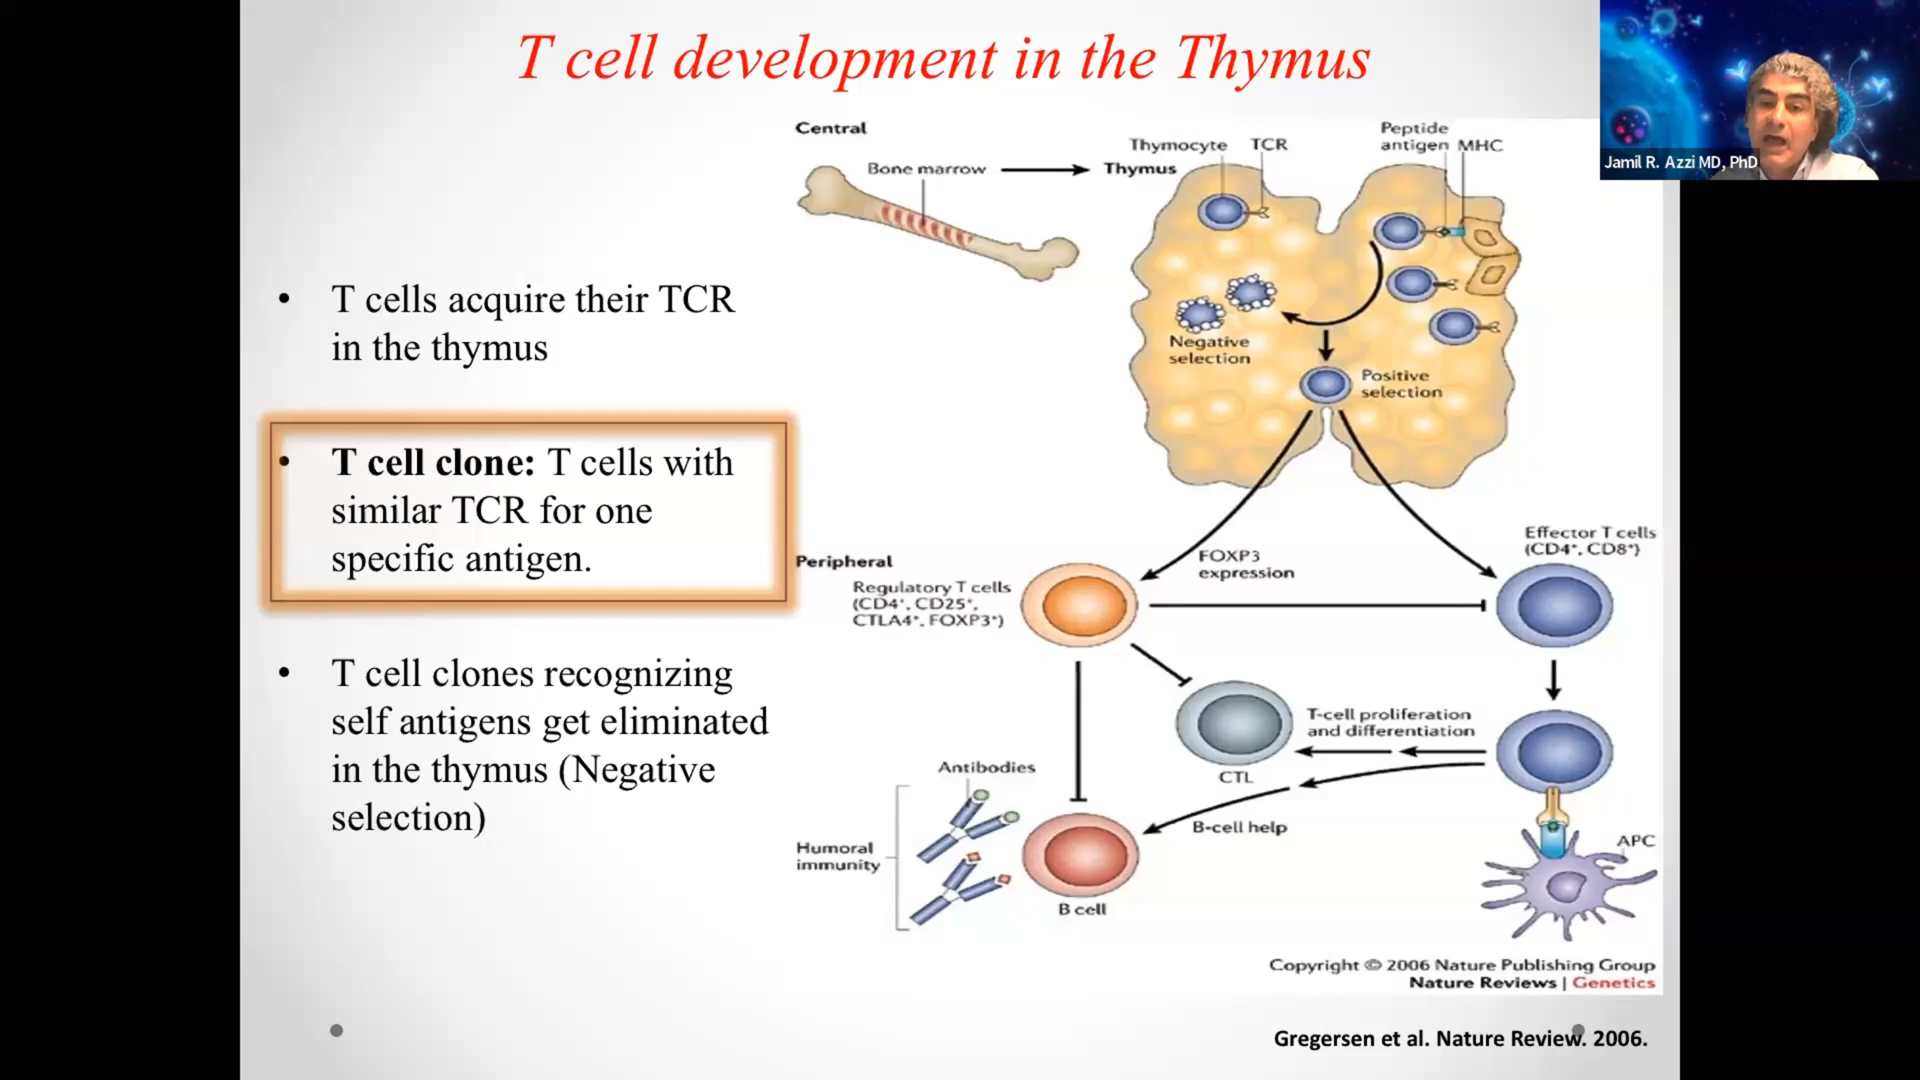 T cell development in the Thymus
Jamil R. Azzi MD, PhD
• T cells acquire their TCR
in the thymus
• T cell clone: T cells with
similar TCR for one
specific antigen.
• T cell clones recognizing
self antigens get eliminated
in the thymus (Negative
selection)
Central
Bone marrow
Thymus
Thymocyte
TCR
Peptide
antigen
MHC
Negative
selection
Positive
selection
Peripheral
Regulatory T cells
(CD4⁺, CD25⁺,
CTLA4⁺, FOXP3⁺)
FOXP3
expression
Effector T cells
(CD4⁺, CD8⁺)
T-cell proliferation
and differentiation
CTL
Antibodies
B-cell help
Humoral
immunity
APC
B cell
Copyright © 2006 Nature Publishing Group
Nature Reviews | Genetics
Gregersen et al. Nature Review. 2006.